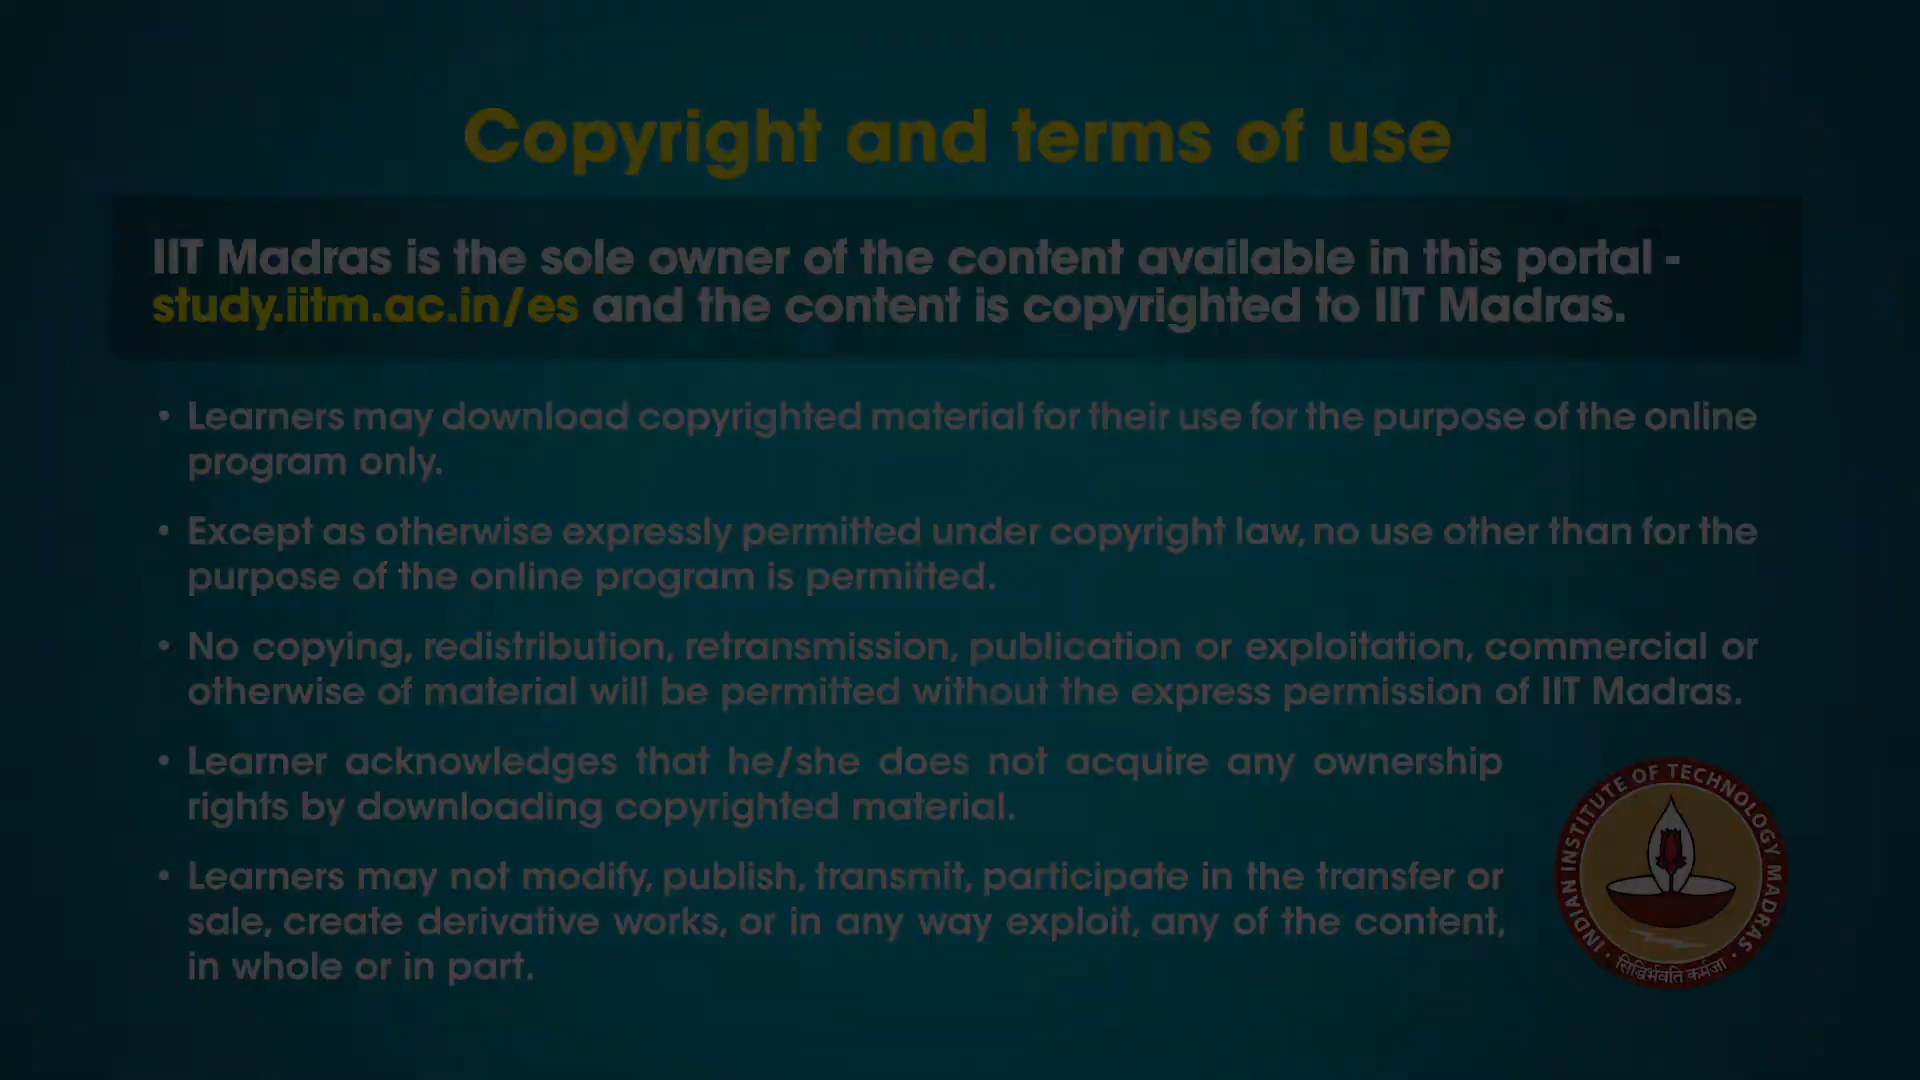 Copyright and terms of use
IIT Madras is the sole owner of the content available in this portal -
study.iitm.ac.in/es and the content is copyrighted to IIT Madras.
• Learners may download copyrighted material for their use for the purpose of the online
program only.
• Except as otherwise expressly permitted under copyright law, no use other than for the
purpose of the online program is permitted.
• No copying, redistribution, retransmission, publication or exploitation, commercial or
otherwise of material will be permitted without the express permission of IIT Madras.
• Learner acknowledges that he/she does not acquire any ownership
rights by downloading copyrighted material.
• Learners may not modify, publish, transmit, participate in the transfer or
sale, create derivative works, or in any way exploit, any of the content,
in whole or in part.
INDIAN INSTITUTE OF TECHNOLOGY MADRAS
सिद्धिर्भवति कर्मजा